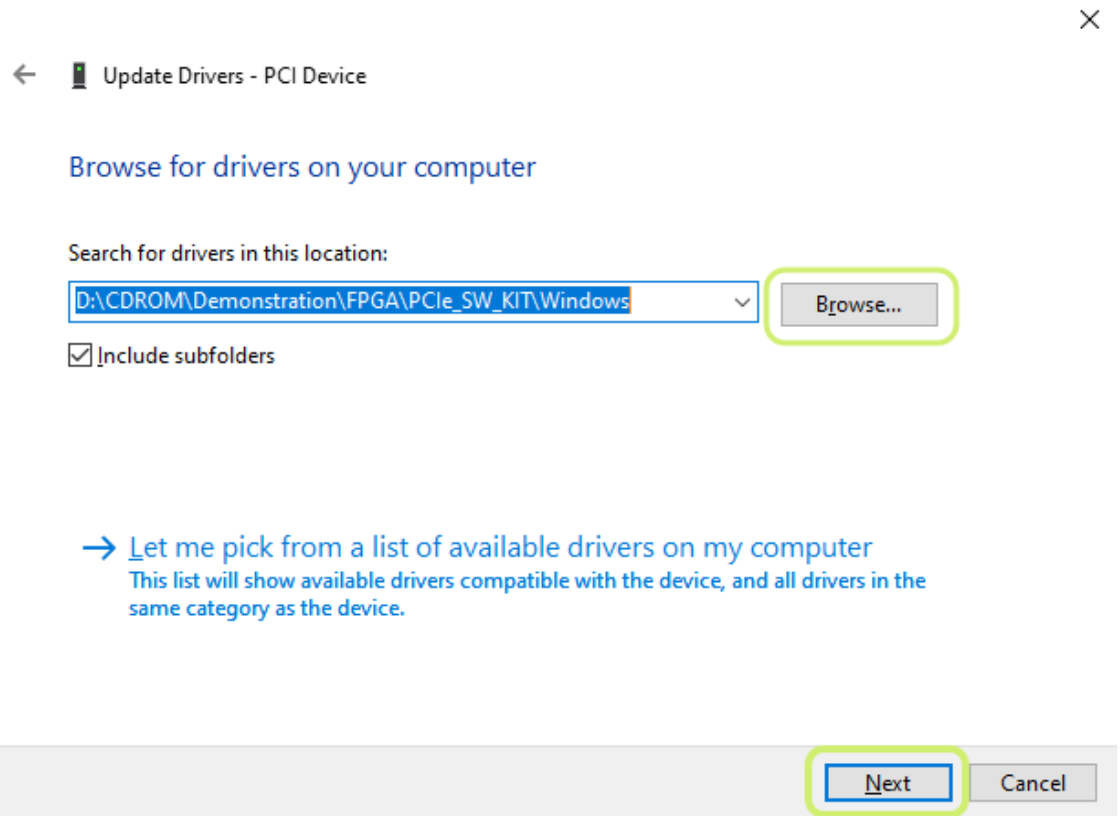 Update Drivers - PCI Device
Browse for drivers on your computer
Search for drivers in this location:
D:\CDROM\Demonstration\FPGA\PCIe_SW_KIT\Windows
Browse...
Include subfolders
Let me pick from a list of available drivers on my computer
This list will show available drivers compatible with the device, and all drivers in the
same category as the device.
Next
Cancel